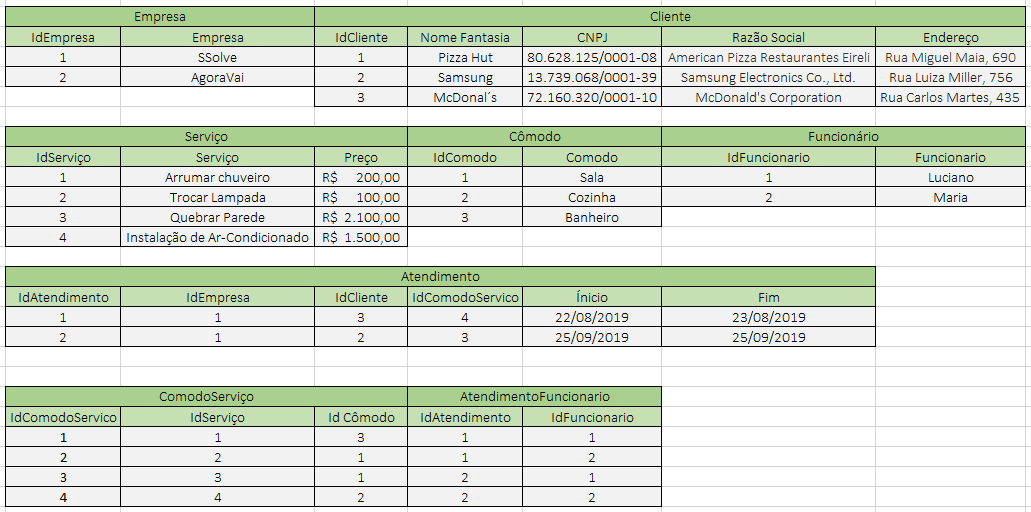 Empresa Cliente
IdEmpresa Empresa IdCliente Nome Fantasia CNPJ Razão Social Endereço
1 SSolve 1 Pizza Hut 80.628.125/0001-08 American Pizza Restaurantes Eireli Rua Miguel Maia, 690
2 AgoraVai 2 Samsung 13.739.068/0001-39 Samsung Electronics Co., Ltd. Rua Luiza Miller, 756
3 McDonal´s 72.160.320/0001-10 McDonald's Corporation Rua Carlos Martes, 435
Serviço Cômodo Funcionário
IdServiço Serviço Preço IdComodo Comodo IdFuncionario Funcionario
1 Arrumar chuveiro R$ 200,00 1 Sala 1 Luciano
2 Trocar Lampada R$ 100,00 2 Cozinha 2 Maria
3 Quebrar Parede R$ 2.100,00 3 Banheiro
4 Instalação de Ar-Condicionado R$ 1.500,00
Atendimento
IdAtendimento IdEmpresa IdCliente IdComodoServico Ínicio Fim
1 1 3 4 22/08/2019 23/08/2019
2 1 2 3 25/09/2019 25/09/2019
ComodoServiço AtendimentoFuncionario
IdComodoServico IdServiço Id Cômodo IdAtendimento IdFuncionario
1 1 3 1 1
2 2 1 1 2
3 3 1 2 1
4 4 2 2 2